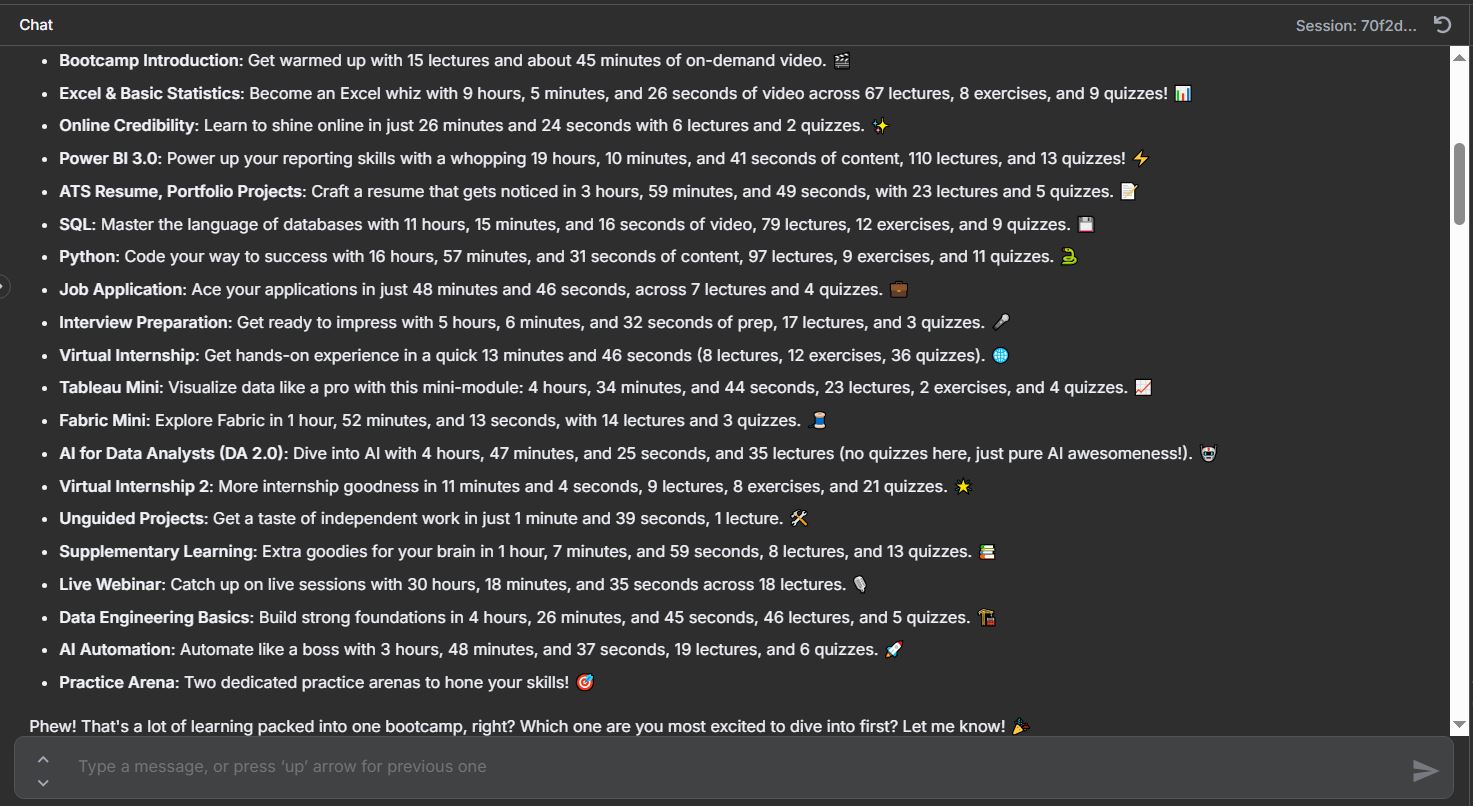 Chat
Session: 70f2d...
• Bootcamp Introduction: Get warmed up with 15 lectures and about 45 minutes of on-demand video. 🎬
• Excel & Basic Statistics: Become an Excel whiz with 9 hours, 5 minutes, and 26 seconds of video across 67 lectures, 8 exercises, and 9 quizzes! 📊
• Online Credibility: Learn to shine online in just 26 minutes and 24 seconds with 6 lectures and 2 quizzes. ✨
• Power BI 3.0: Power up your reporting skills with a whopping 19 hours, 10 minutes, and 41 seconds of content, 110 lectures, and 13 quizzes! ⚡
• ATS Resume, Portfolio Projects: Craft a resume that gets noticed in 3 hours, 59 minutes, and 49 seconds, with 23 lectures and 5 quizzes. 📝
• SQL: Master the language of databases with 11 hours, 15 minutes, and 16 seconds of video, 79 lectures, 12 exercises, and 9 quizzes. 💾
• Python: Code your way to success with 16 hours, 57 minutes, and 31 seconds of content, 97 lectures, 9 exercises, and 11 quizzes. 🐍
• Job Application: Ace your applications in just 48 minutes and 46 seconds, across 7 lectures and 4 quizzes. 💼
• Interview Preparation: Get ready to impress with 5 hours, 6 minutes, and 32 seconds of prep, 17 lectures, and 3 quizzes. 🎤
• Virtual Internship: Get hands-on experience in a quick 13 minutes and 46 seconds (8 lectures, 12 exercises, 36 quizzes). 🌐
• Tableau Mini: Visualize data like a pro with this mini-module: 4 hours, 34 minutes, and 44 seconds, 23 lectures, 2 exercises, and 4 quizzes. 📈
• Fabric Mini: Explore Fabric in 1 hour, 52 minutes, and 13 seconds, with 14 lectures and 3 quizzes. 🧵
• AI for Data Analysts (DA 2.0): Dive into AI with 4 hours, 47 minutes, and 25 seconds, and 35 lectures (no quizzes here, just pure AI awesomeness!). 🤖
• Virtual Internship 2: More internship goodness in 11 minutes and 4 seconds, 9 lectures, 8 exercises, and 21 quizzes. 🌟
• Unguided Projects: Get a taste of independent work in just 1 minute and 39 seconds, 1 lecture. 🛠️
• Supplementary Learning: Extra goodies for your brain in 1 hour, 7 minutes, and 59 seconds, 8 lectures, and 13 quizzes. 📚
• Live Webinar: Catch up on live sessions with 30 hours, 18 minutes, and 35 seconds across 18 lectures. 🎙️
• Data Engineering Basics: Build strong foundations in 4 hours, 26 minutes, and 45 seconds, 46 lectures, and 5 quizzes. 🏗️
• AI Automation: Automate like a boss with 3 hours, 48 minutes, and 37 seconds, 19 lectures, and 6 quizzes. 🚀
• Practice Arena: Two dedicated practice arenas to hone your skills! 🎯
Phew! That's a lot of learning packed into one bootcamp, right? Which one are you most excited to dive into first? Let me know! 🎉
Type a message, or press ‘up’ arrow for previous one